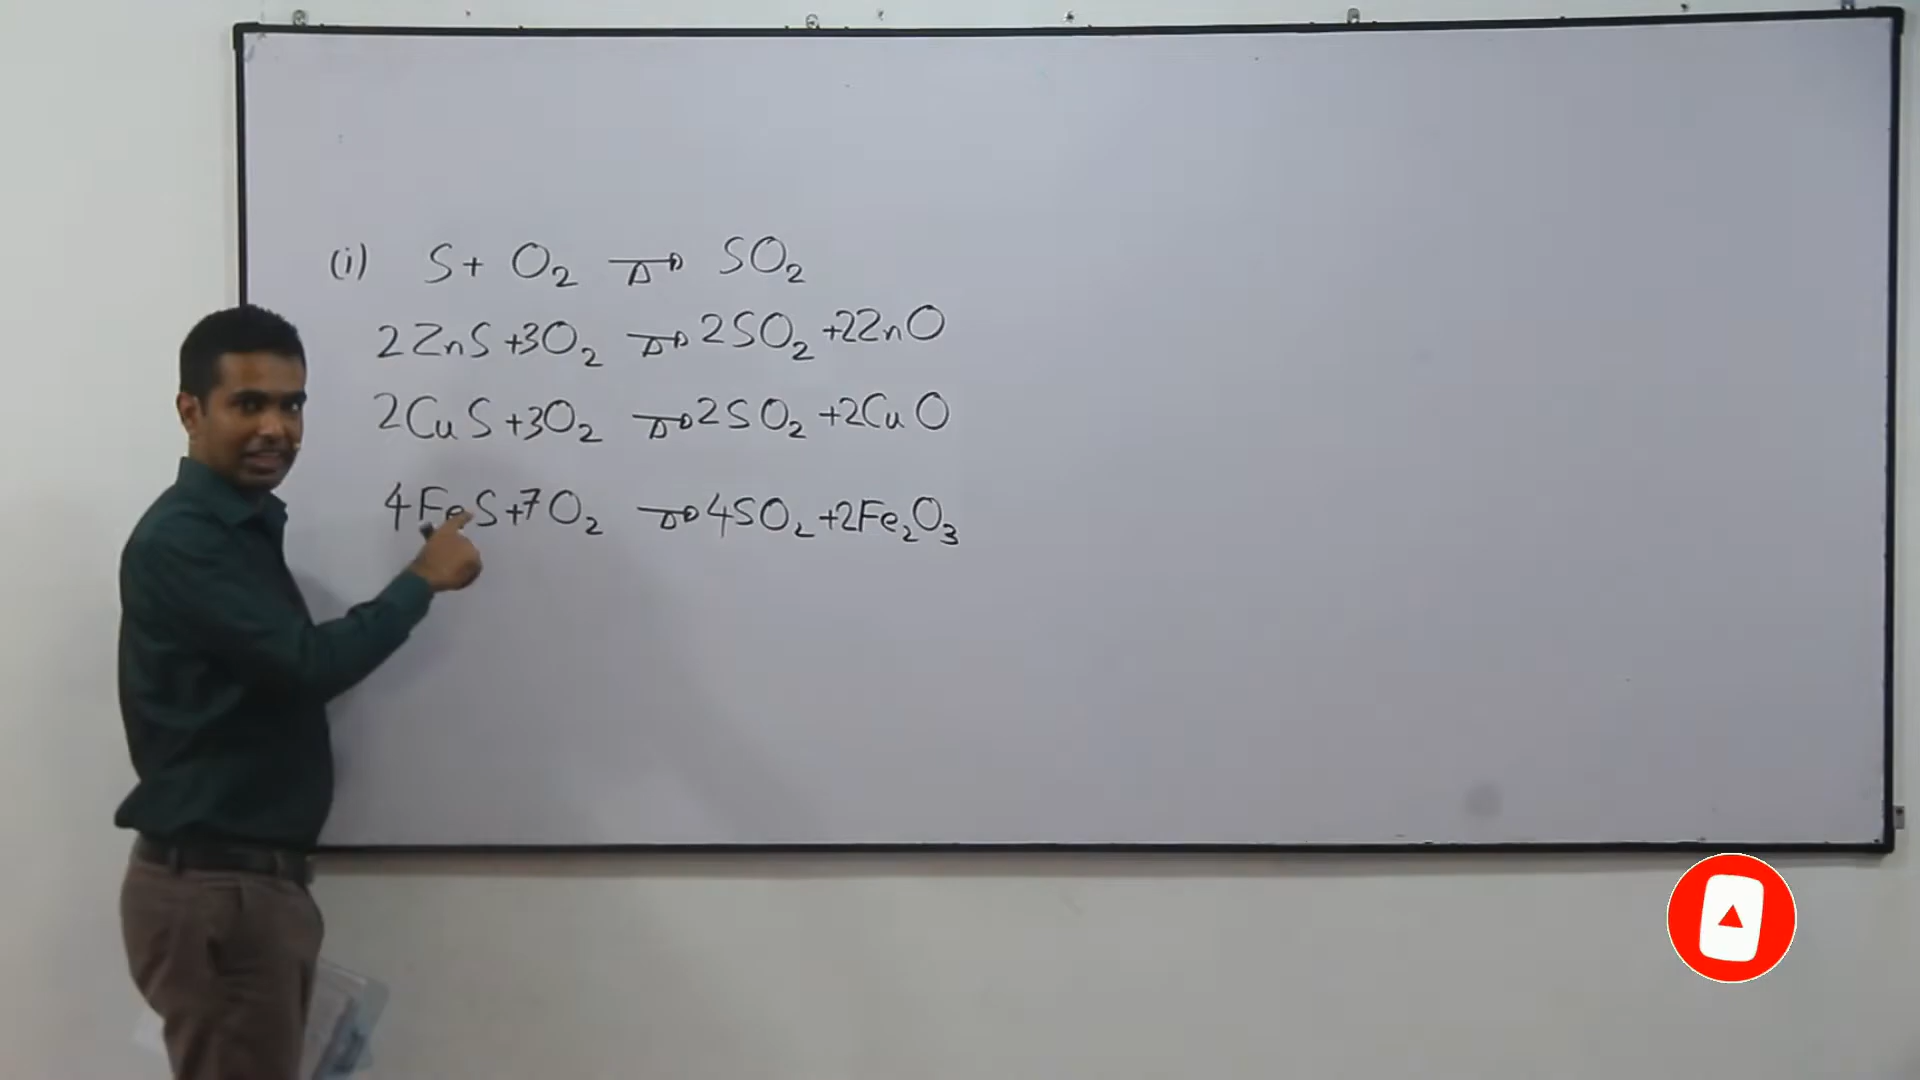 (i) S + O₂ →Δ SO₂
2ZnS + 3O₂ →Δ 2SO₂ + 2ZnO
2CuS + 3O₂ →Δ 2SO₂ + 2CuO
4FeS + 7O₂ →Δ 4SO₂ + 2Fe₂O₃